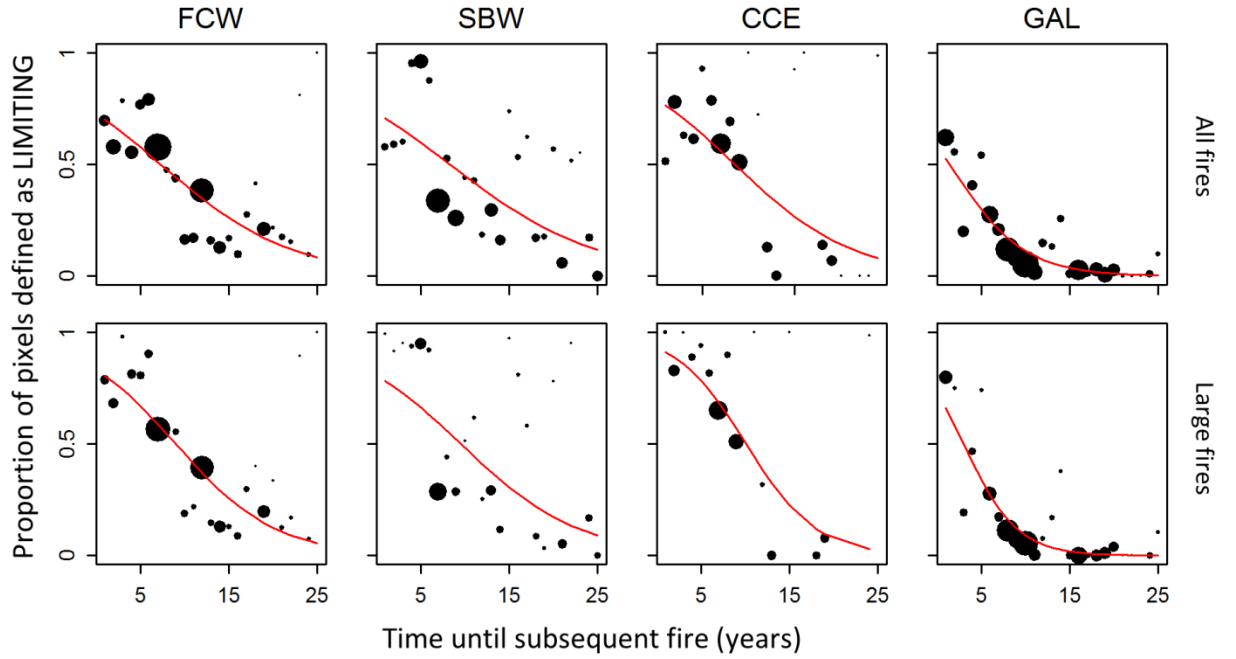 FCW SBW CCE GAL
Proportion of pixels defined as LIMITING
1
0.5
0
All fires
1
0.5
0
Large fires
5 15 25 5 15 25 5 15 25 5 15 25
Time until subsequent fire (years)